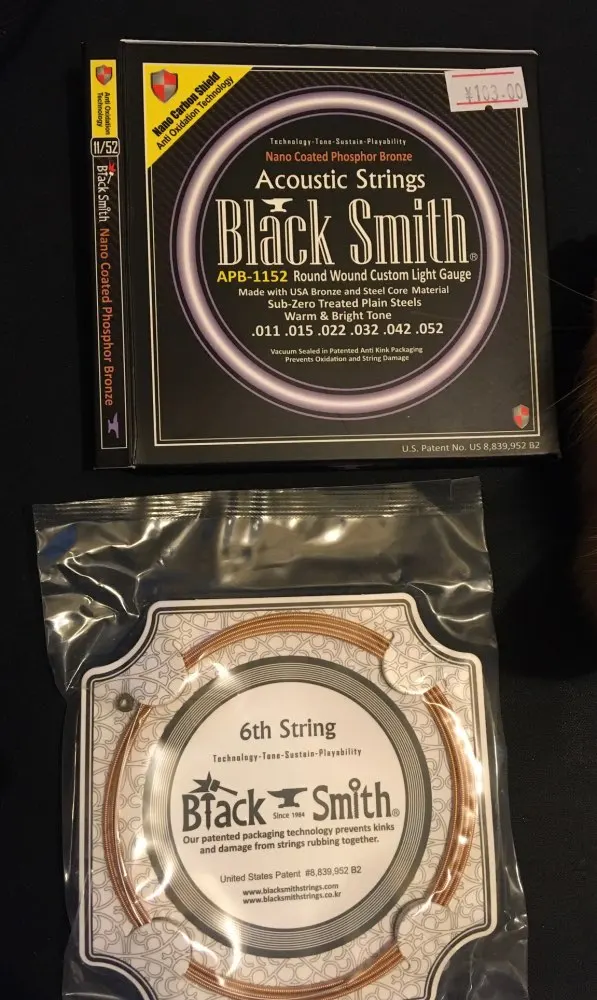 Anti Oxidation
Technology
11/52
Black Smith Nano Coated Phosphor Bronze
Nano Carbon Shield
Anti Oxidation Technology
¥103.00
Technology-Tone-Sustain-Playability
Nano Coated Phosphor Bronze
Acoustic Strings
Black Smith®
APB-1152 Round Wound Custom Light Gauge
Made with USA Bronze and Steel Core Material
Sub-Zero Treated Plain Steels
Warm & Bright Tone
.011 .015 .022 .032 .042 .052
Vacuum Sealed in Patented Anti Kink Packaging
Prevents Oxidation and String Damage
U.S. Patent No. US 8,839,952 B2
6th String
Technology-Tone-Sustain-Playability
Black Smith®
Since 1984
Our patented packaging technology prevents kinks
and damage from strings rubbing together.
United States Patent #8,839,952 B2
www.blacksmithstrings.com
www.blacksmithstrings.co.kr